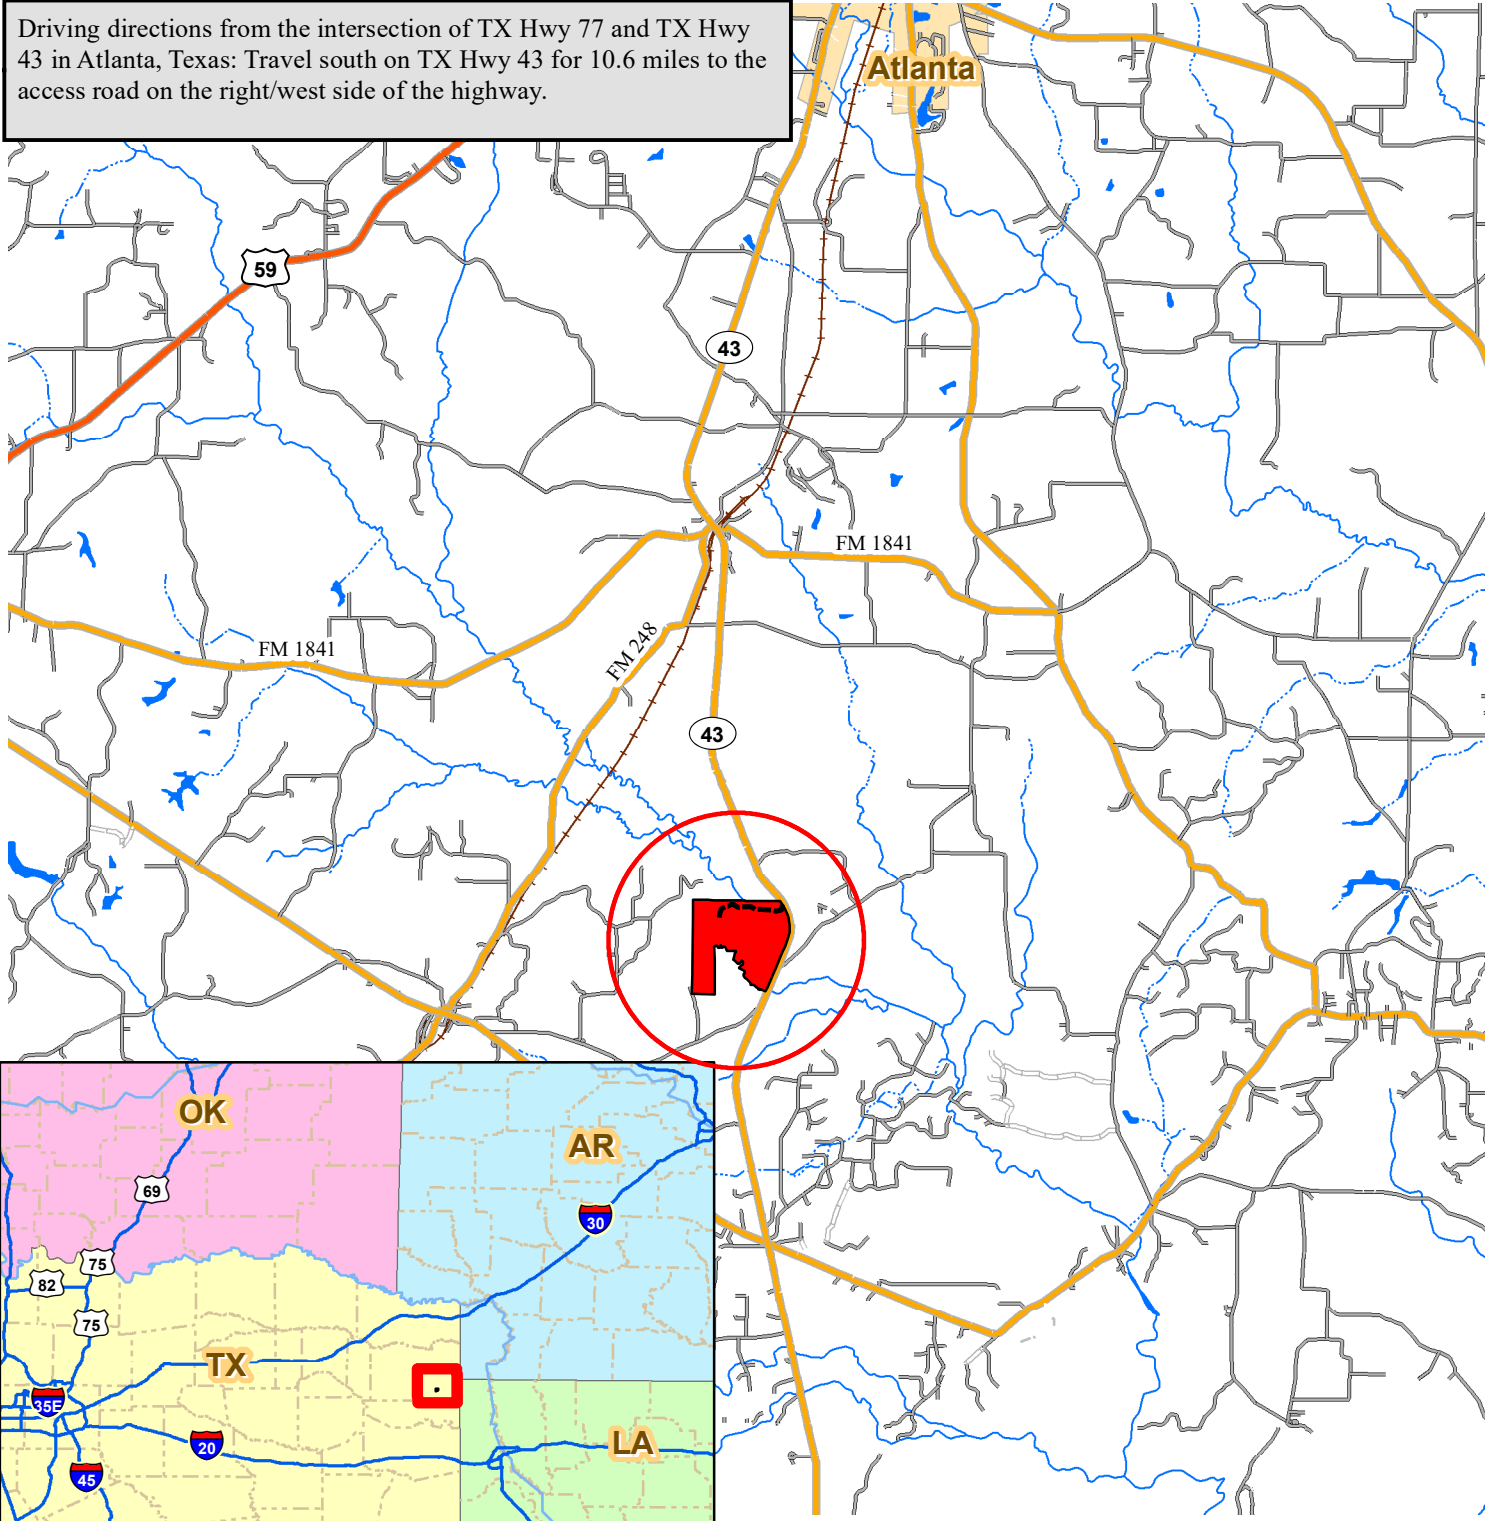 Driving directions from the intersection of TX Hwy 77 and TX Hwy
43 in Atlanta, Texas: Travel south on TX Hwy 43 for 10.6 miles to the
access road on the right/west side of the highway.
Atlanta
59
43
FM 1841
FM 248
FM 1841
43
OK
AR
69
30
75
82
75
TX
35E
20
LA
45